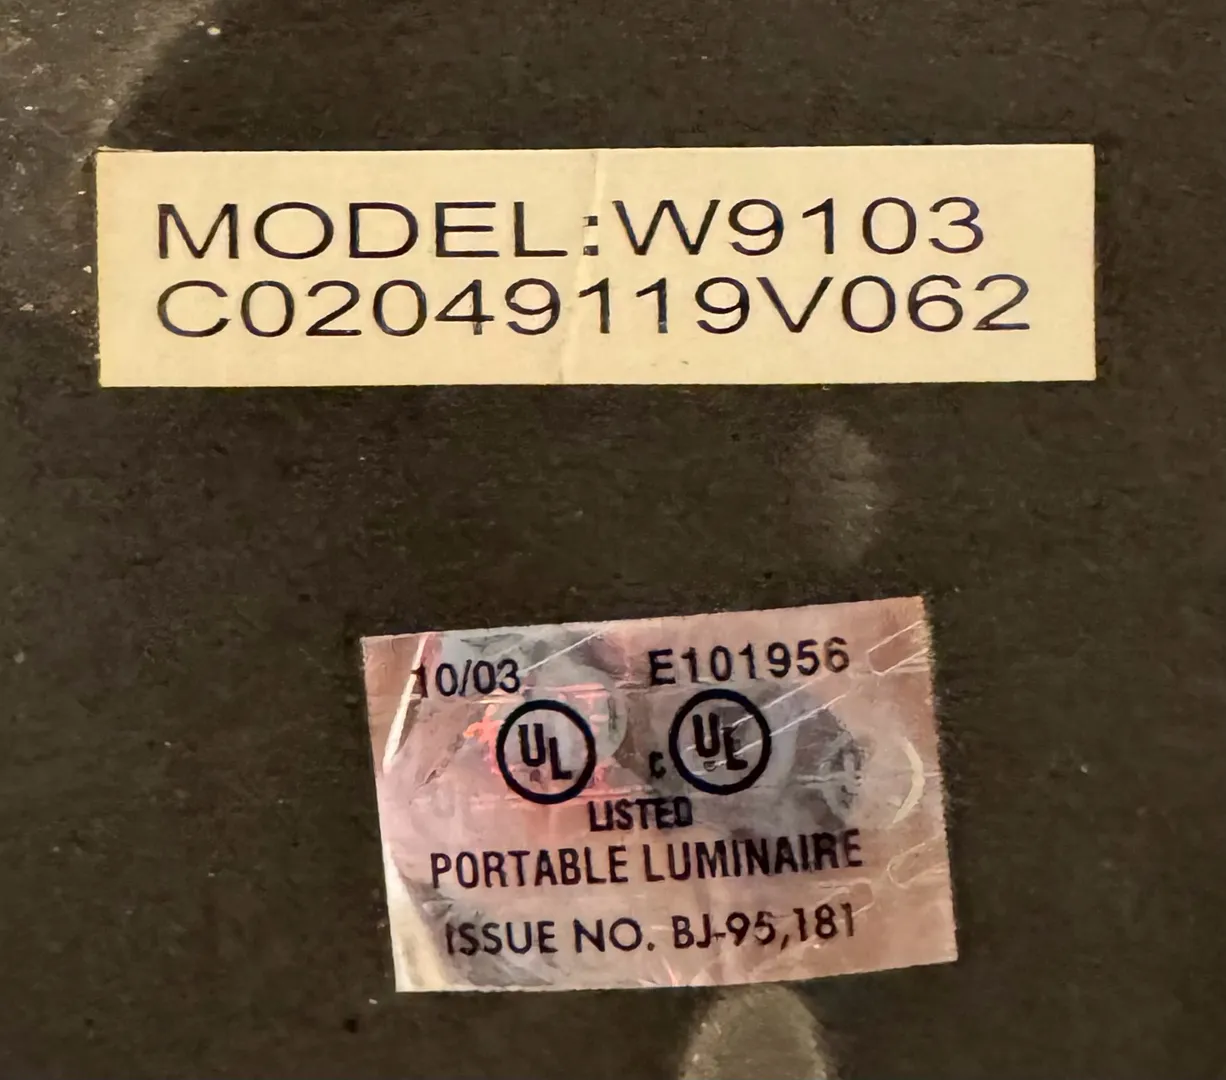 MODEL:W9103
C02049119V062
10/03 E101956
UL c UL
LISTED
PORTABLE LUMINAIRE
ISSUE NO. BJ-95,181